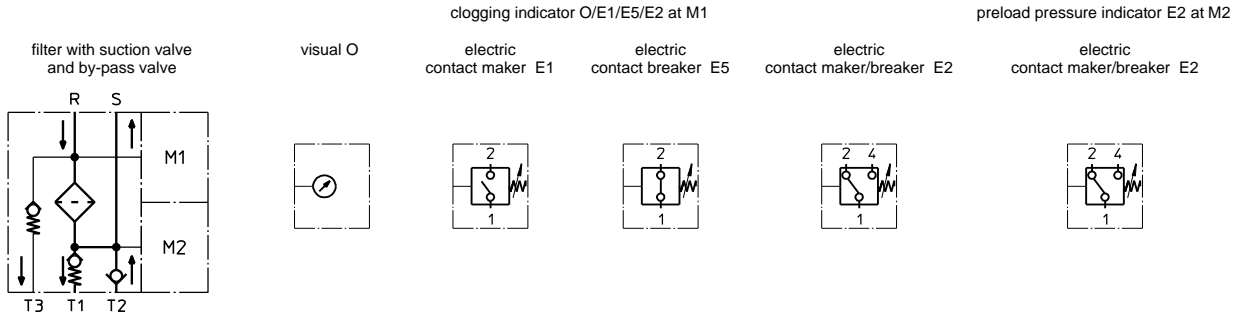 clogging indicator O/E1/E5/E2 at M1
preload pressure indicator E2 at M2
filter with suction valve
and by-pass valve
visual O
electric
contact maker  E1
electric
contact breaker  E5
electric
contact maker/breaker  E2
electric
contact maker/breaker  E2
R S
M1
M2
T3 T1 T2
2
1
2
1
2 4
1
2 4
1